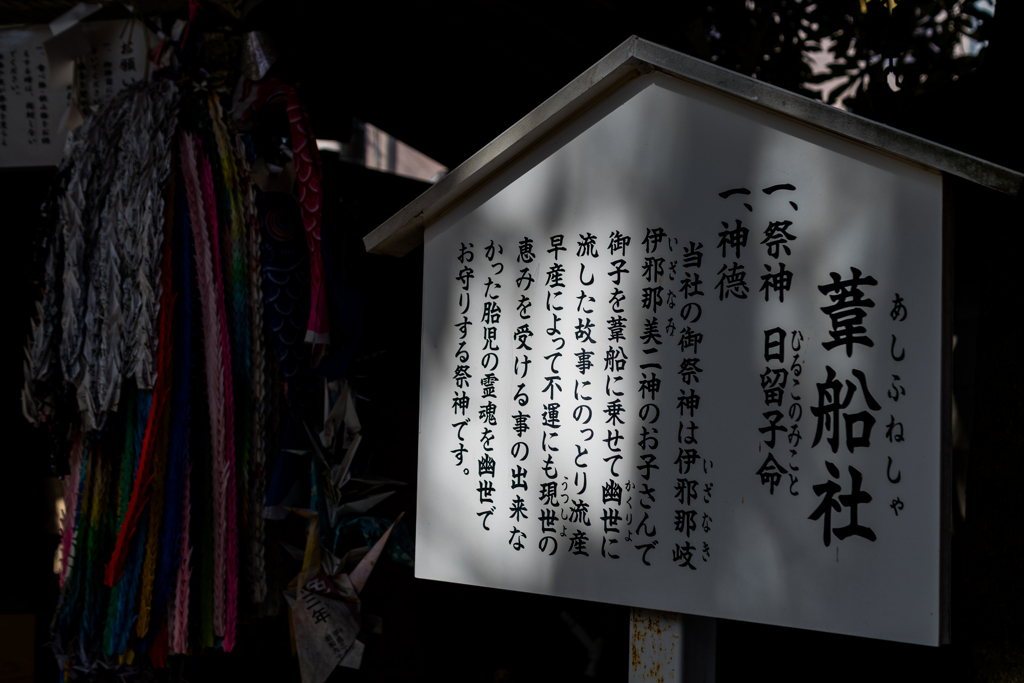 あしふねしゃ
葦船社
一、祭神 日留子命
ひるこのみこと
一、神徳
当社の御祭神は伊邪那岐
いざなき
伊邪那美二神のお子さんで
いざなみ
御子を葦船に乗せて幽世に
かくりよ
流した故事にのっとり流産
早産によって不運にも現世の
うつしよ
恵みを受ける事の出来な
かった胎児の霊魂を幽世で
お守りする祭神です。
お願い
二年